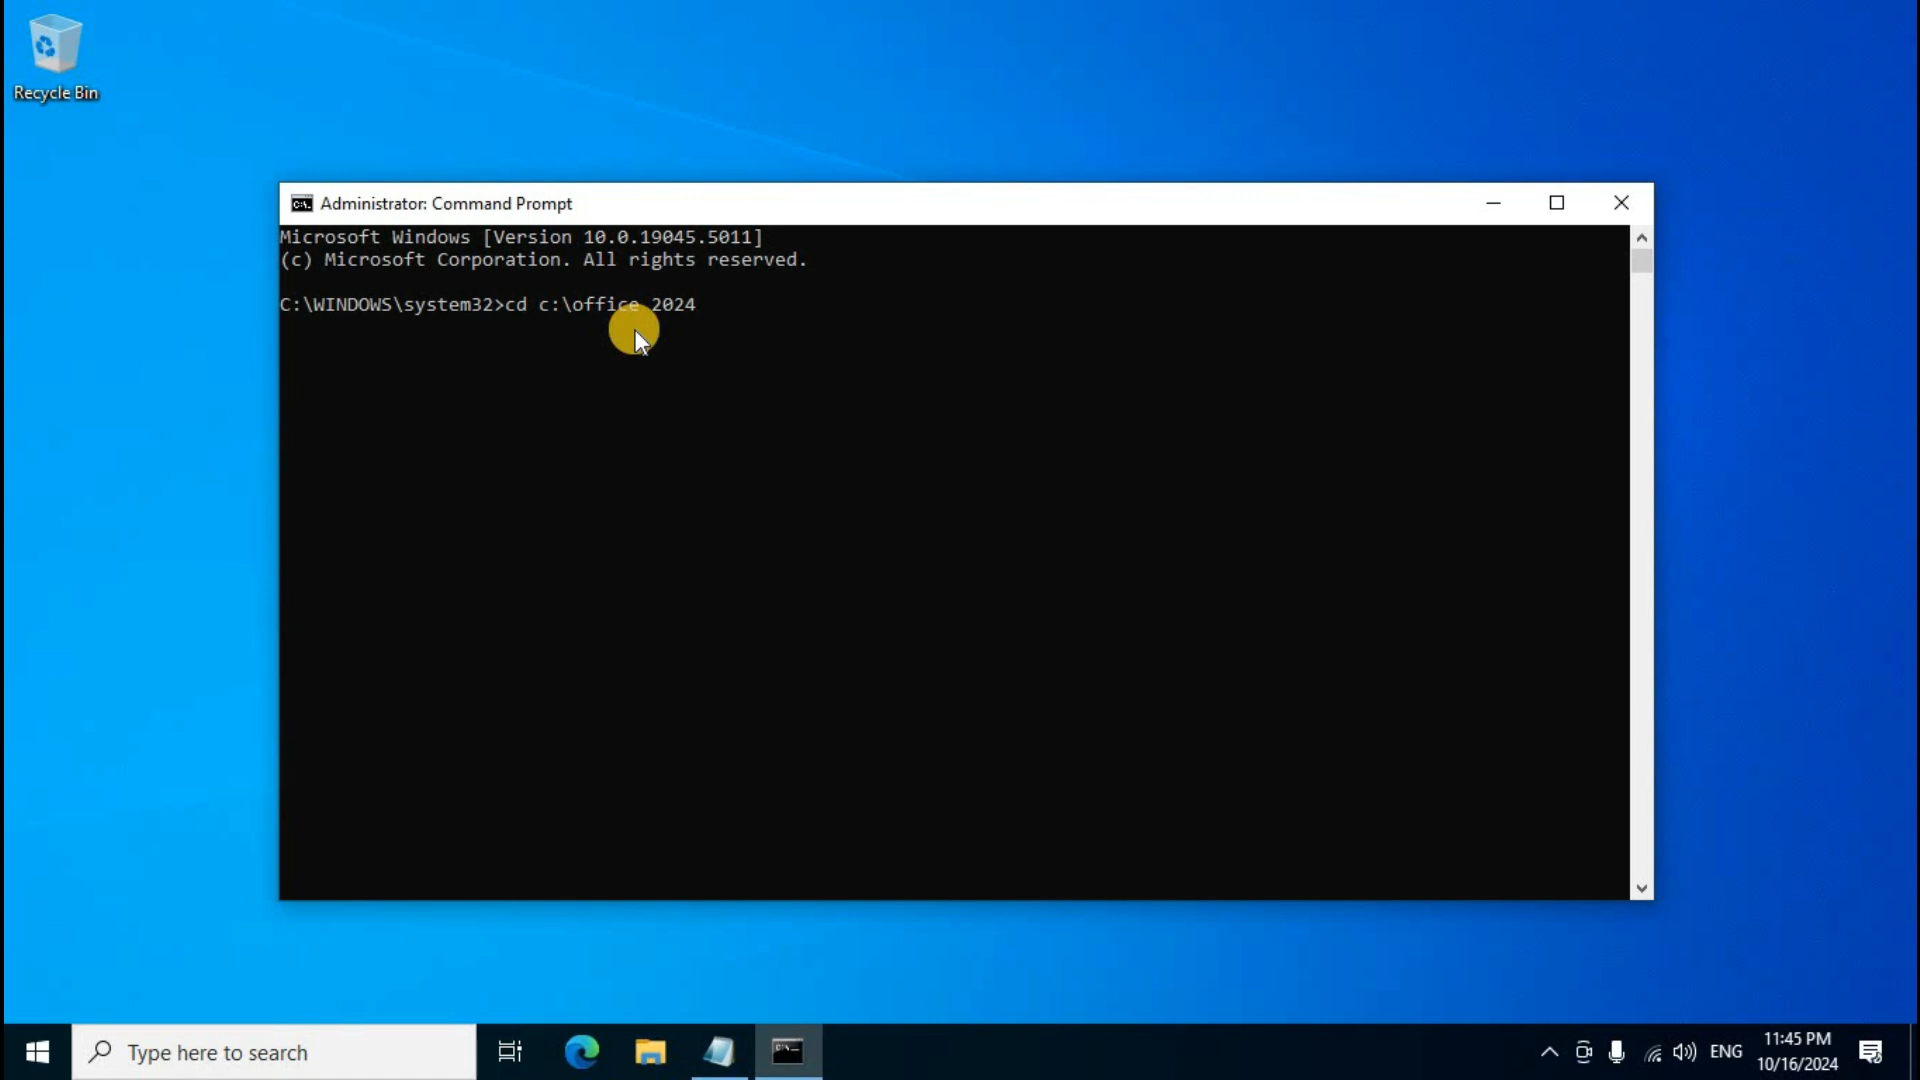 Recycle Bin
Administrator: Command Prompt
Microsoft Windows [Version 10.0.19045.5011]
(c) Microsoft Corporation. All rights reserved.
C:\WINDOWS\system32>cd c:\office 2024
Type here to search
ENG
11:45 PM
10/16/2024